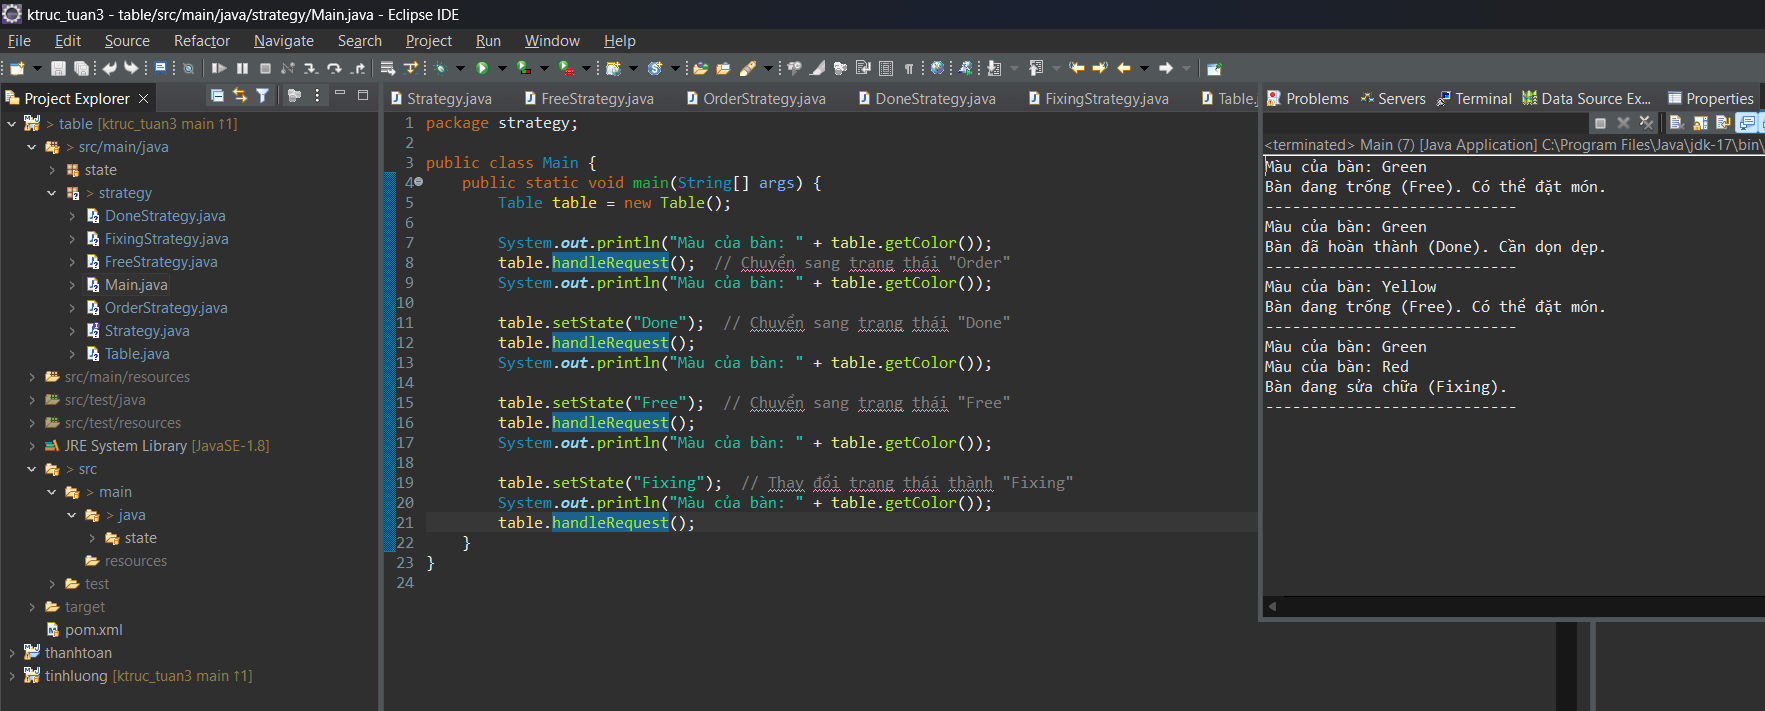 ktruc_tuan3 - table/src/main/java/strategy/Main.java - Eclipse IDE
File Edit Source Refactor Navigate Search Project Run Window Help
Project Explorer
table [ktruc_tuan3 main ↑1]
> src/main/java
state
> strategy
DoneStrategy.java
FixingStrategy.java
FreeStrategy.java
Main.java
OrderStrategy.java
Strategy.java
Table.java
src/main/resources
src/test/java
src/test/resources
JRE System Library [JavaSE-1.8]
> src
> main
> java
state
resources
test
target
pom.xml
thanhtoan
tinhluong [ktruc_tuan3 main ↑1]
Strategy.java FreeStrategy.java OrderStrategy.java DoneStrategy.java FixingStrategy.java Table.
1 package strategy;
2
3 public class Main {
4 public static void main(String[] args) {
5 Table table = new Table();
6
7 System.out.println("Màu của bàn: " + table.getColor());
8 table.handleRequest(); // Chuyển sang trang thái "Order"
9 System.out.println("Màu của bàn: " + table.getColor());
10
11 table.setState("Done"); // Chuyển sang trang thái "Done"
12 table.handleRequest();
13 System.out.println("Màu của bàn: " + table.getColor());
14
15 table.setState("Free"); // Chuyển sang trang thái "Free"
16 table.handleRequest();
17 System.out.println("Màu của bàn: " + table.getColor());
18
19 table.setState("Fixing"); // Thay đổi trang thái thành "Fixing"
20 System.out.println("Màu của bàn: " + table.getColor());
21 table.handleRequest();
22 }
23 }
24
Problems Servers Terminal Data Source Ex... Properties
<terminated> Main (7) [Java Application] C:\Program Files\Java\jdk-17\bin\
Màu của bàn: Green
Bàn đang trống (Free). Có thể đặt món.
----------------------------
Màu của bàn: Green
Bàn đã hoàn thành (Done). Cần dọn dẹp.
----------------------------
Màu của bàn: Yellow
Bàn đang trống (Free). Có thể đặt món.
----------------------------
Màu của bàn: Green
Màu của bàn: Red
Bàn đang sửa chữa (Fixing).
----------------------------